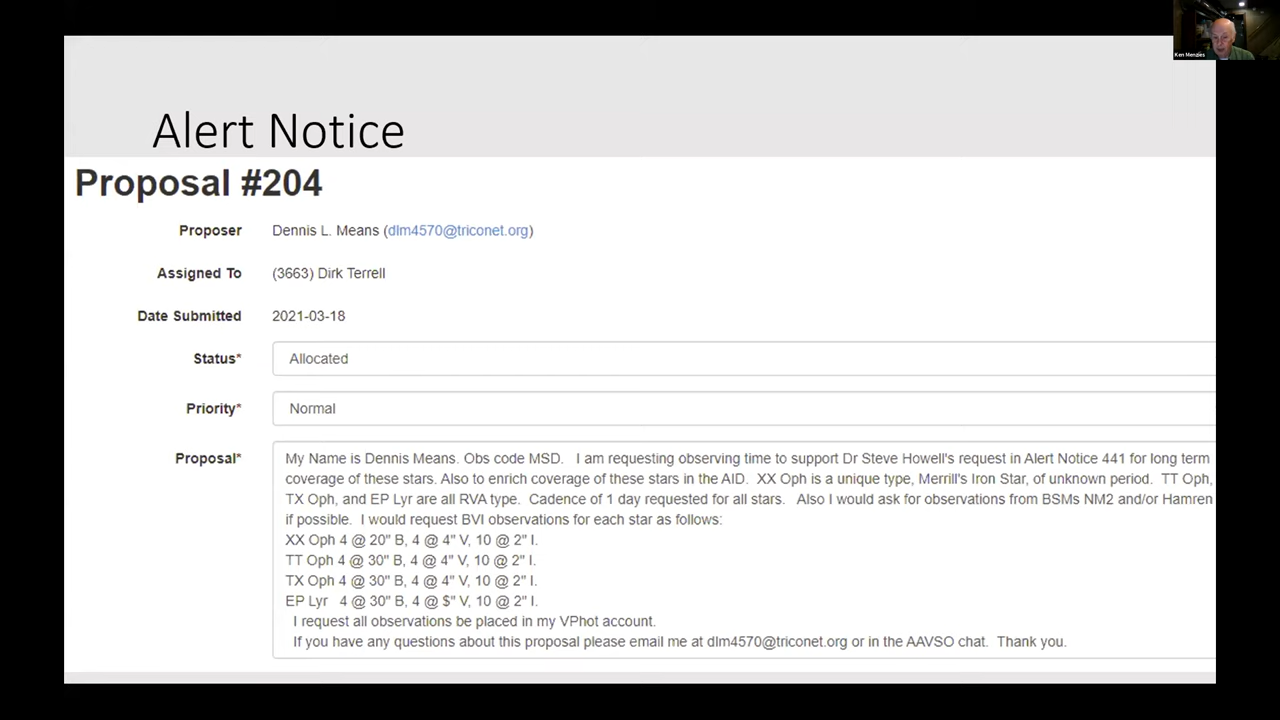 Ken Menzies
Alert Notice
Proposal #204
Proposer Dennis L. Means (dlm4570@triconet.org)
Assigned To (3663) Dirk Terrell
Date Submitted 2021-03-18
Status* Allocated
Priority* Normal
Proposal* My Name is Dennis Means. Obs code MSD. I am requesting observing time to support Dr Steve Howell's request in Alert Notice 441 for long term
coverage of these stars. Also to enrich coverage of these stars in the AID. XX Oph is a unique type, Merrill's Iron Star, of unknown period. TT Oph,
TX Oph, and EP Lyr are all RVA type. Cadence of 1 day requested for all stars. Also I would ask for observations from BSMs NM2 and/or Hamren
if possible. I would request BVI observations for each star as follows:
XX Oph 4 @ 20" B, 4 @ 4" V, 10 @ 2" I.
TT Oph 4 @ 30" B, 4 @ 4" V, 10 @ 2" I.
TX Oph 4 @ 30" B, 4 @ 4" V, 10 @ 2" I.
EP Lyr 4 @ 30" B, 4 @ $" V, 10 @ 2" I.
I request all observations be placed in my VPhot account.
If you have any questions about this proposal please email me at dlm4570@triconet.org or in the AAVSO chat. Thank you.